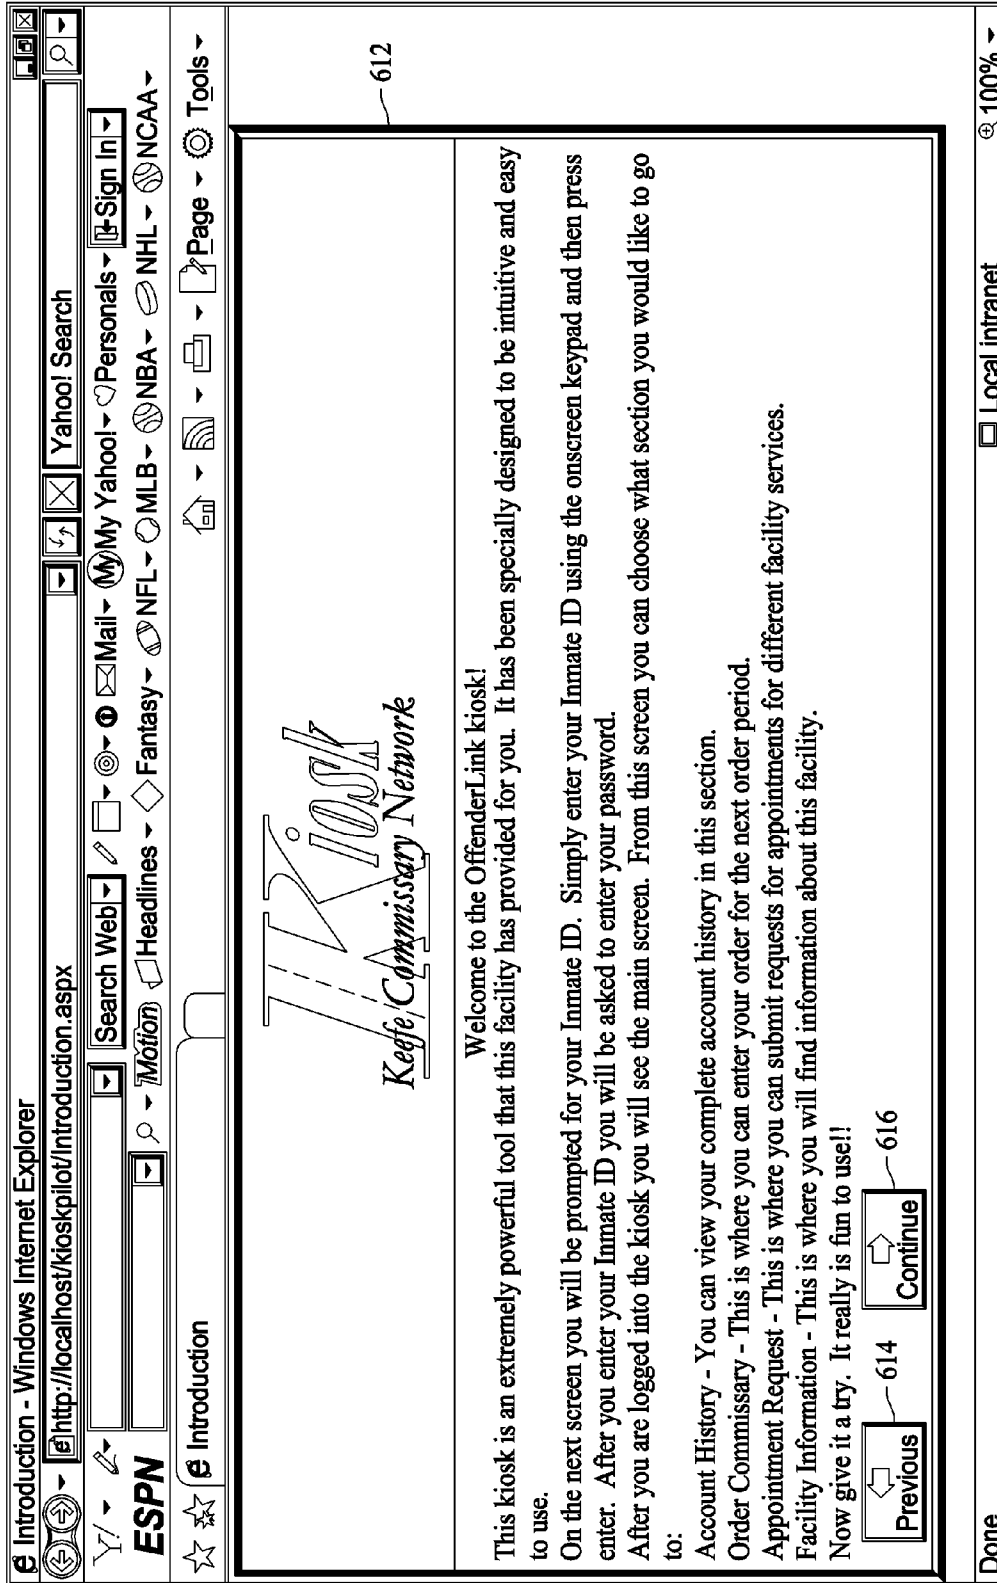 Introduction - Windows Internet Explorer
http://localhost/kioskpilot/introduction.aspx Yahoo! Search
Y! Search Web Mail My My Yahoo! Personals Sign In
ESPN Motion Headlines Fantasy NFL MLB NBA NHL NCAA
Introduction Page Tools
612
Kiosk
Keefe Commissary Network
Welcome to the OffenderLink kiosk!
This kiosk is an extremely powerful tool that this facility has provided for you. It has been specially designed to be intuitive and easy
to use.
On the next screen you will be prompted for your Inmate ID. Simply enter your Inmate ID using the onscreen keypad and then press
enter. After you enter your Inmate ID you will be asked to enter your password.
After you are logged into the kiosk you will see the main screen. From this screen you can choose what section you would like to go
to:
Account History - You can view your complete account history in this section.
Order Commissary - This is where you can enter your order for the next order period.
Appointment Request - This is where you can submit requests for appointments for different facility services.
Facility Information - This is where you will find information about this facility.
Now give it a try. It really is fun to use!!
Previous 614 Continue 616
Done Local intranet 100%